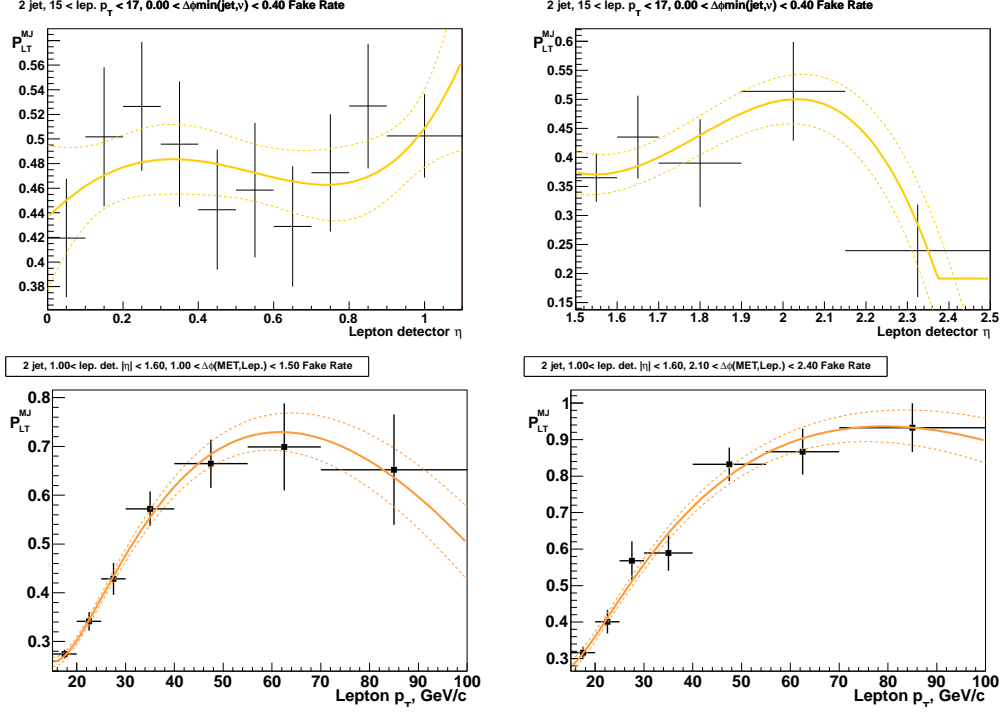 2 jet, 15 < lep. p_T < 17, 0.00 < Δϕmin(jet,ν) < 0.40 Fake Rate
P_LT^MJ
0.56
0.54
0.52
0.5
0.48
0.46
0.44
0.42
0.4
0.38
0 0.2 0.4 0.6 0.8 1
Lepton detector η
2 jet, 15 < lep. p_T < 17, 0.00 < Δϕmin(jet,ν) < 0.40 Fake Rate
P_LT^MJ
0.6
0.55
0.5
0.45
0.4
0.35
0.3
0.25
0.2
0.15
1.5 1.6 1.7 1.8 1.9 2 2.1 2.2 2.3 2.4 2.5
Lepton detector η
2 jet, 1.00< lep. det. |η| < 1.60, 1.00 < Δϕ(MET,Lep.) < 1.50 Fake Rate
P_LT^MJ
0.8
0.7
0.6
0.5
0.4
0.3
20 30 40 50 60 70 80 90 100
Lepton p_T, GeV/c
2 jet, 1.00< lep. det. |η| < 1.60, 2.10 < Δϕ(MET,Lep.) < 2.40 Fake Rate
P_LT^MJ
1
0.9
0.8
0.7
0.6
0.5
0.4
0.3
20 30 40 50 60 70 80 90 100
Lepton p_T, GeV/c